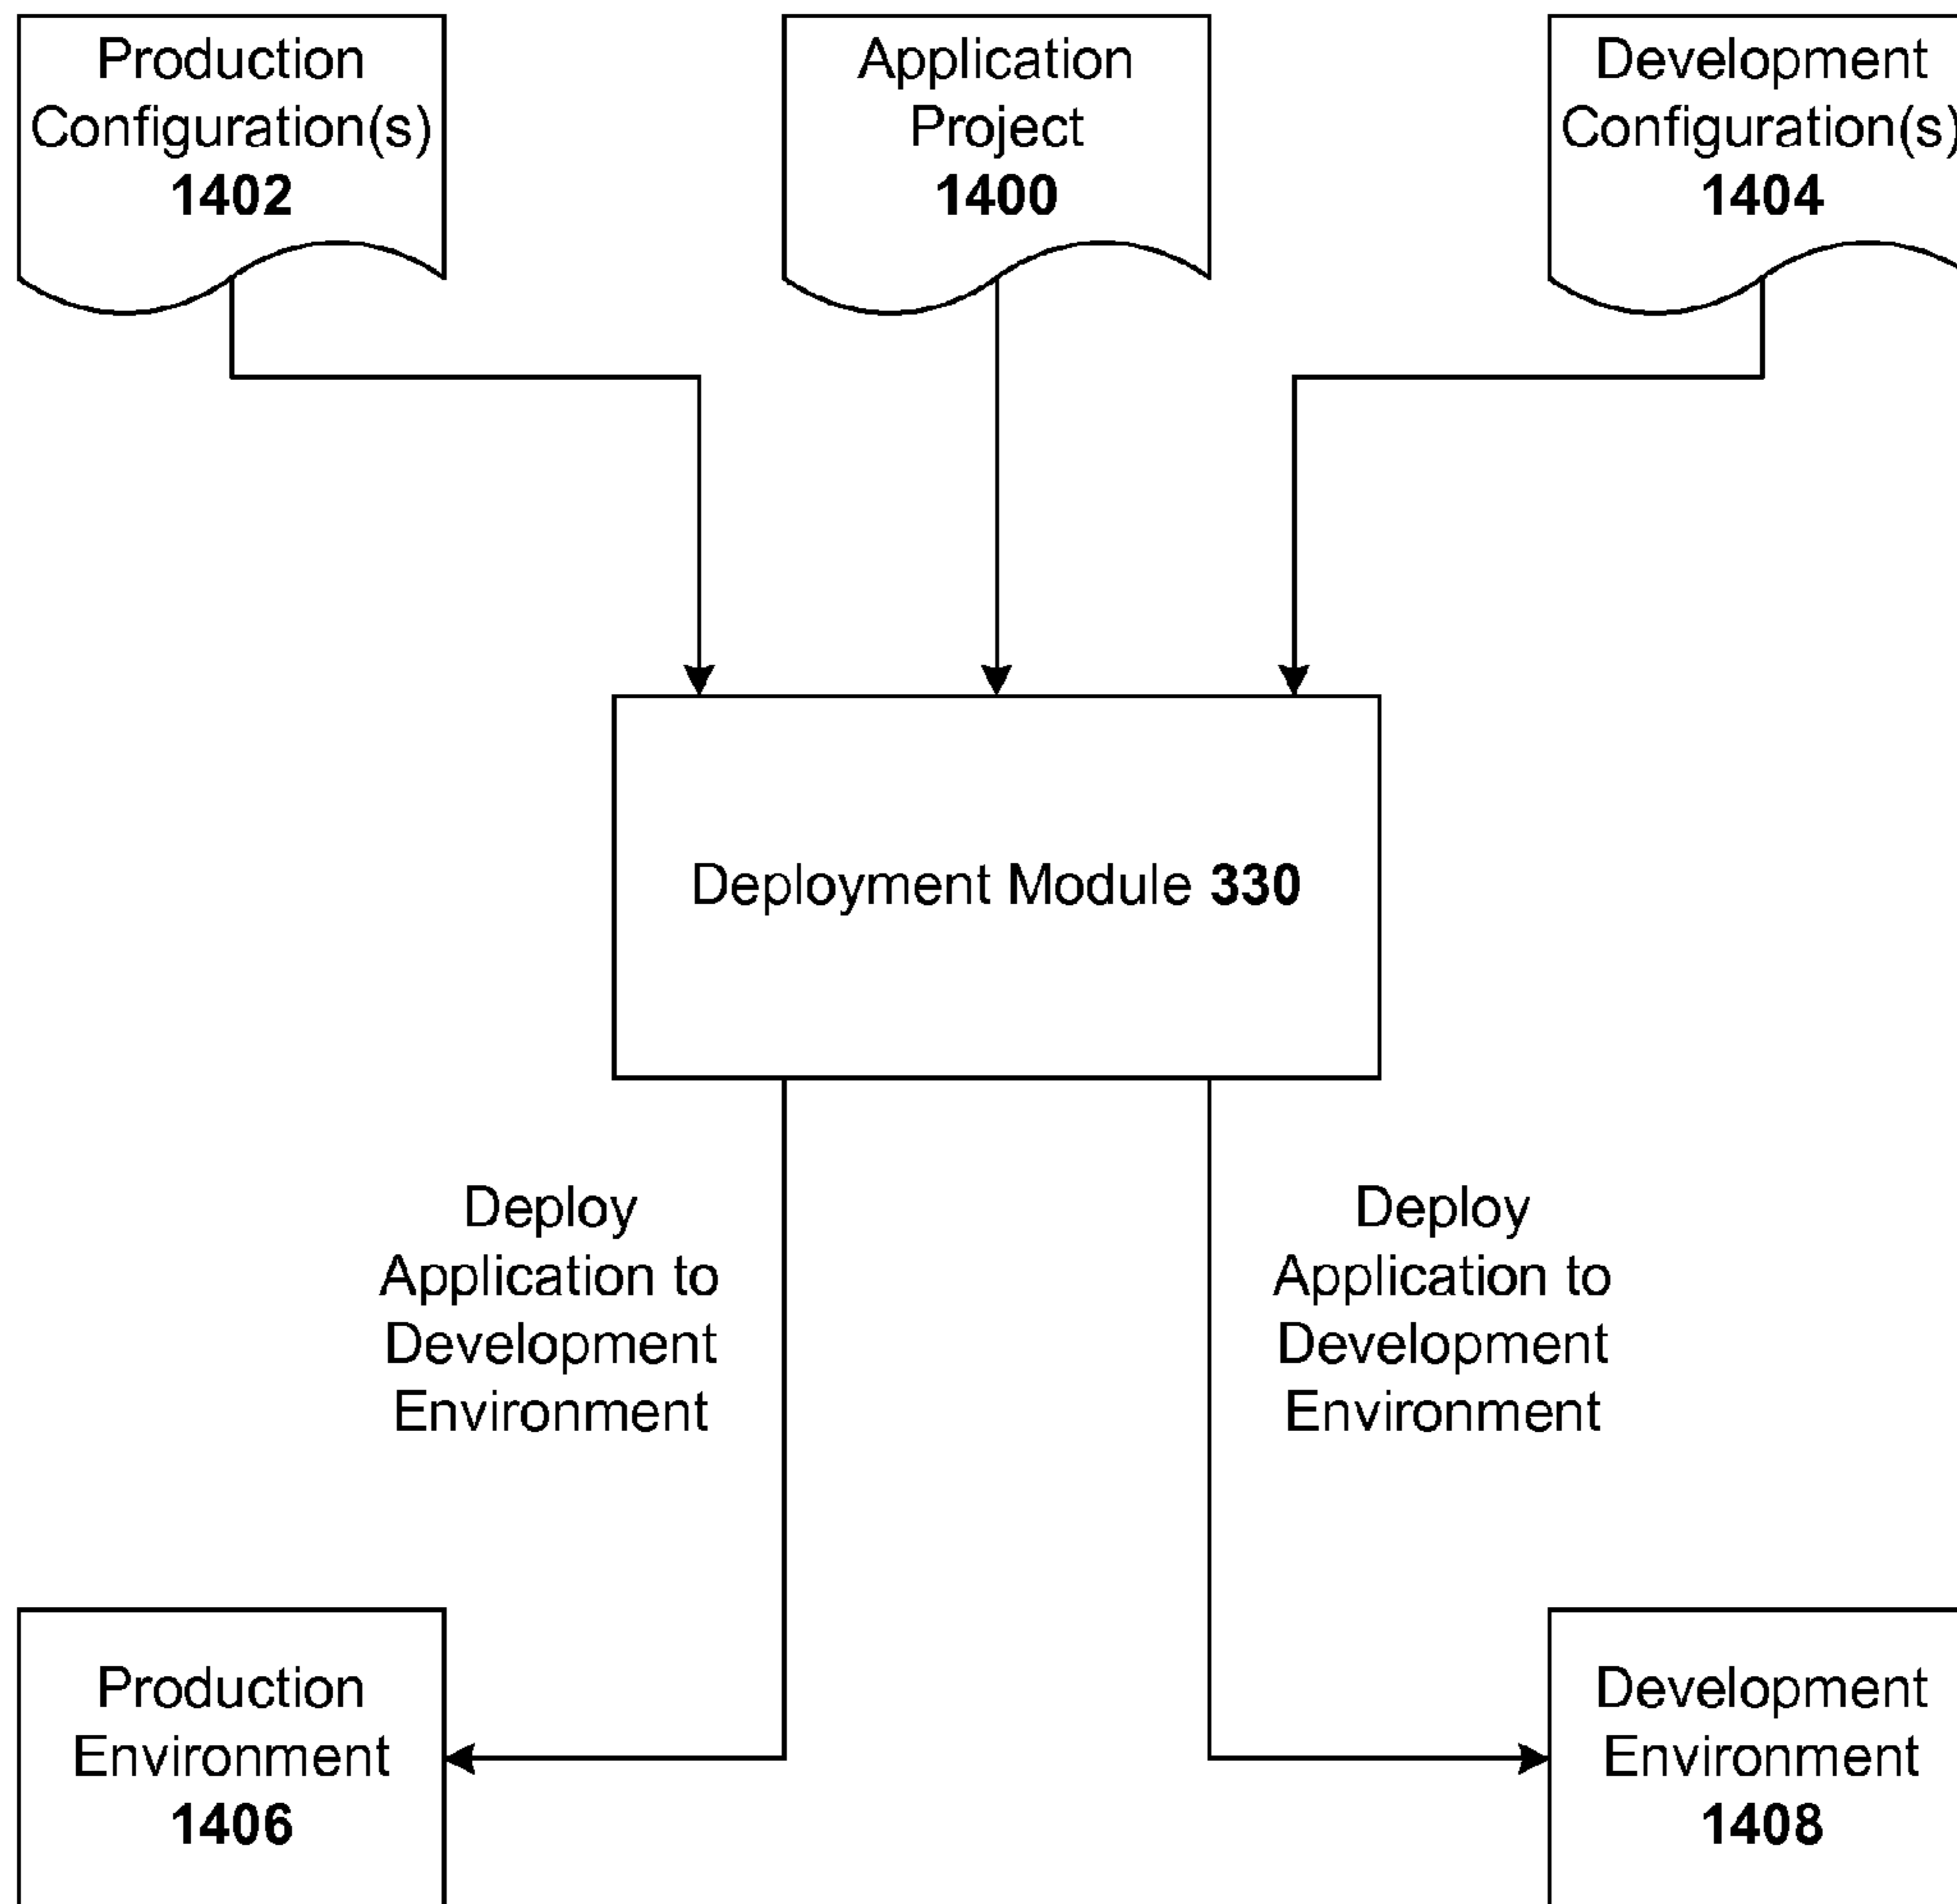 Production
Configuration(s)
1402
Application
Project
1400
Development
Configuration(s)
1404
Deployment Module 330
Deploy
Application to
Development
Environment
Deploy
Application to
Development
Environment
Production
Environment
1406
Development
Environment
1408